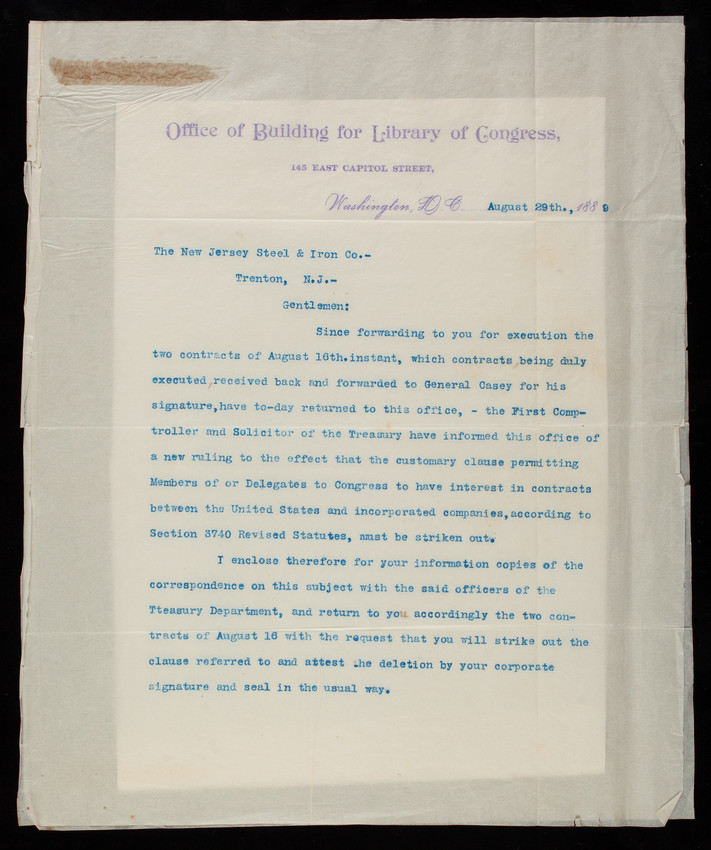 Office of Building for Library of Congress,
145 EAST CAPITOL STREET,
Washington, D.C. August 29th., 1889
The New Jersey Steel & Iron Co.-
Trenton, N.J.-
Gentlemen:
Since forwarding to you for execution the
two contracts of August 16th.instant, which contracts,being duly
executed,received back and forwarded to General Casey for his
signature,have to-day returned to this office, - the First Comp-
troller and Solicitor of the Treasury have informed this office of
a new ruling to the effect that the customary clause permitting
Members of or Delegates to Congress to have interest in contracts
between the United States and incorporated companies,according to
Section 3740 Revised Statutes, must be striken out.
I enclose therefore for your information copies of the
correspondence on this subject with the said officers of the
Tteasury Department, and return to you accordingly the two con-
tracts of August 16 with the request that you will strike out the
clause referred to and attest the deletion by your corporate
signature and seal in the usual way.